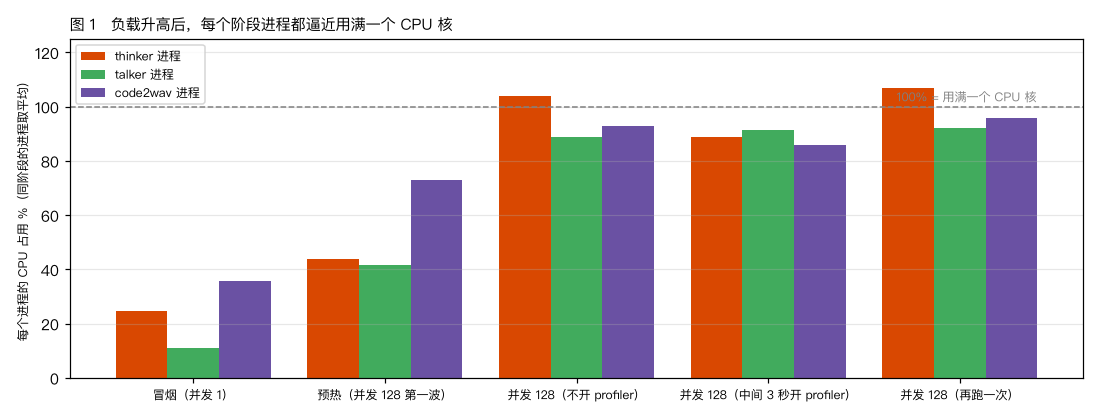 图 1 负载升高后，每个阶段进程都逼近用满一个 CPU 核
每个进程的 CPU 占用 %（同阶段的进程取平均）
120
100
80
60
40
20
0
thinker 进程
talker 进程
code2wav 进程
100% = 用满一个 CPU 核
冒烟（并发 1）
预热（并发 128 第一波）
并发 128（不开 profiler）
并发 128（中间 3 秒开 profiler）
并发 128（再跑一次）